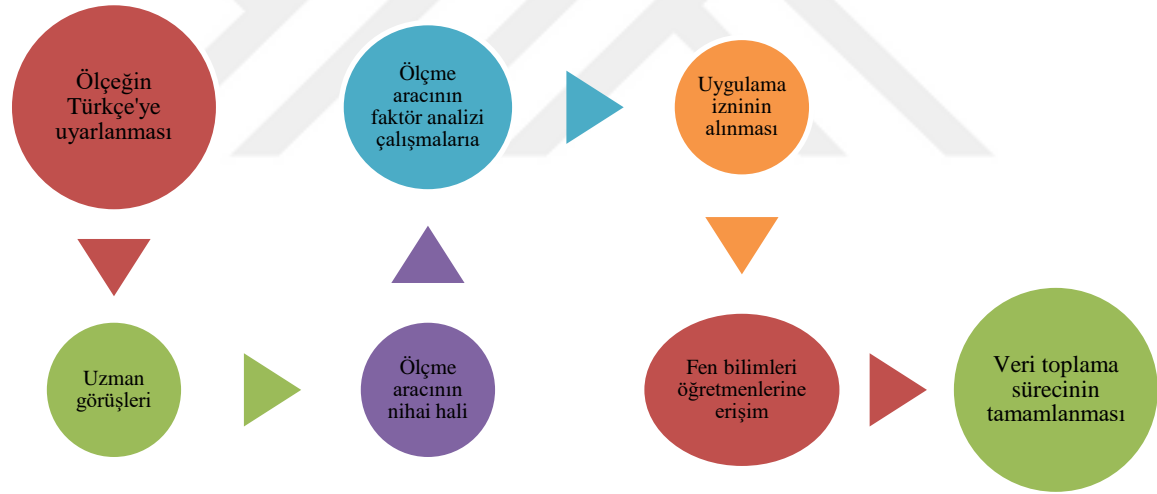 Ölçeğin
Türkçe'ye
uyarlanması
Uzman
görüşleri
Ölçme
aracının
nihai hali
Ölçme
aracının
faktör analizi
çalışmalarıa
Uygulama
izninin
alınması
Fen bilimleri
öğretmenlerine
erişim
Veri toplama
sürecinin
tamamlanması